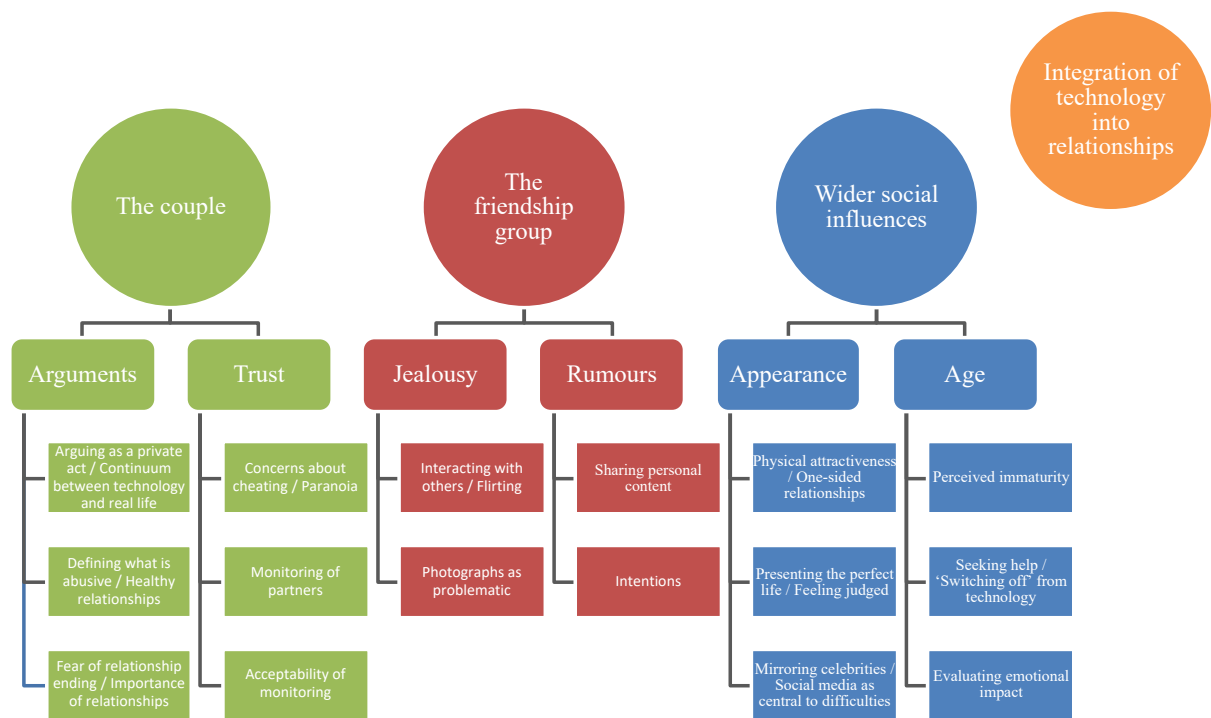 Integration of
technology
into
relationships
The couple
The
friendship
group
Wider social
influences
Arguments
Trust
Jealousy
Rumours
Appearance
Age
Arguing as a private
act / Continuum
between technology
and real life
Concerns about
cheating / Paranoia
Interacting with
others / Flirting
Sharing personal
content
Physical attractiveness
/ One-sided
relationships
Perceived immaturity
Defining what is
abusive / Healthy
relationships
Monitoring of
partners
Photographs as
problematic
Intentions
Presenting the perfect
life / Feeling judged
Seeking help /
‘Switching off’ from
technology
Fear of relationship
ending / Importance
of relationships
Acceptability of
monitoring
Mirroring celebrities /
Social media as
central to difficulties
Evaluating emotional
impact